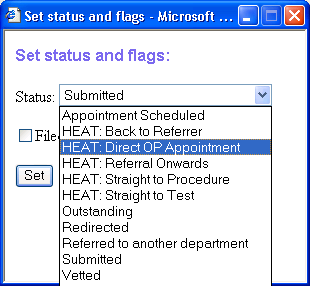 Set status and flags - Microsoft ...
Set status and flags:
Status: Submitted
Appointment Scheduled
HEAT: Back to Referrer
File
HEAT: Direct OP Appointment
HEAT: Referral Onwards
Set
HEAT: Straight to Procedure
HEAT: Straight to Test
Outstanding
Redirected
Referred to another department
Submitted
Vetted